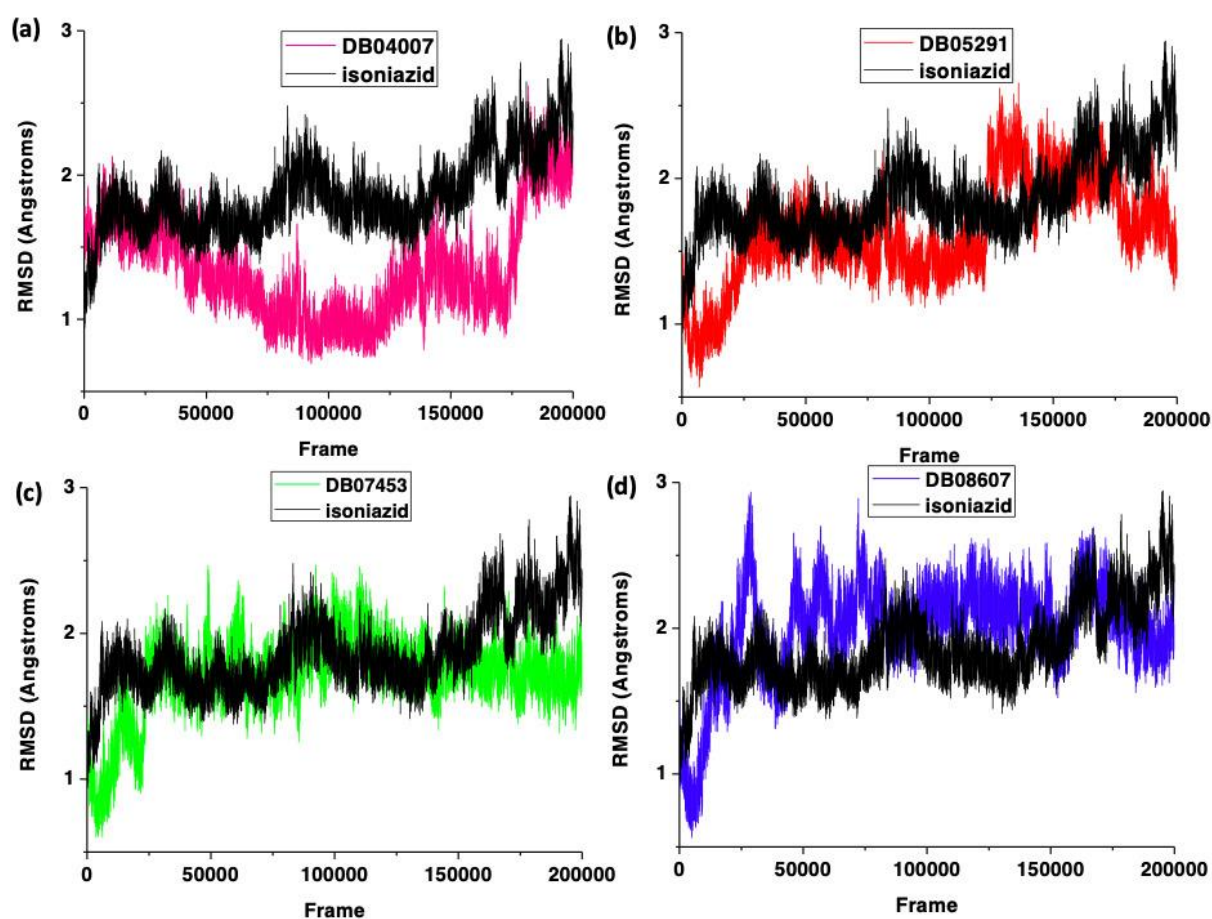 (a)
DB04007
isoniazid
3
2
1
RMSD (Angstroms)
0 50000 100000 150000 200000
Frame
(b)
DB05291
isoniazid
3
2
1
RMSD (Angstroms)
0 50000 100000 150000 200000
Frame
(c)
DB07453
isoniazid
3
2
1
RMSD (Angstroms)
0 50000 100000 150000 200000
Frame
(d)
DB08607
isoniazid
3
2
1
RMSD (Angstroms)
0 50000 100000 150000 200000
Frame